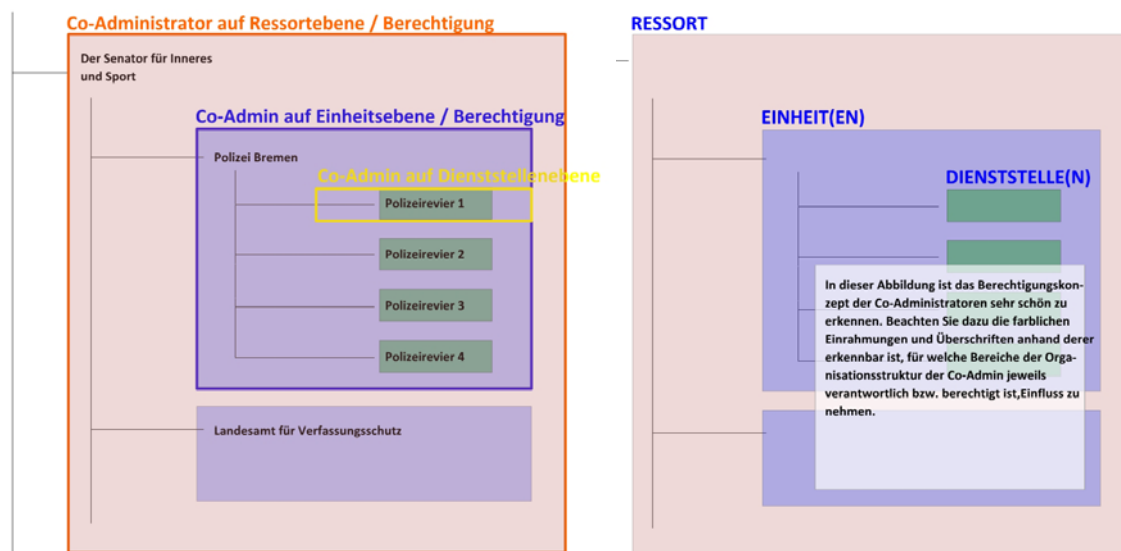 Co-Administrator auf Ressortebene / Berechtigung
Der Senator für Inneres
und Sport
Co-Admin auf Einheitsebene / Berechtigung
Polizei Bremen
Co-Admin auf Dienststellenebene
Polizeirevier 1
Polizeirevier 2
Polizeirevier 3
Polizeirevier 4
Landesamt für Verfassungsschutz
RESSORT
EINHEIT(EN)
DIENSTSTELLE(N)
In dieser Abbildung ist das Berechtigungskon-
zept der Co-Administratoren sehr schön zu
erkennen. Beachten Sie dazu die farblichen
Einrahmungen und Überschriften anhand derer
erkennbar ist, für welche Bereiche der Orga-
nisationsstruktur der Co-Admin jeweils
verantwortlich bzw. berechtigt ist,Einfluss zu
nehmen.